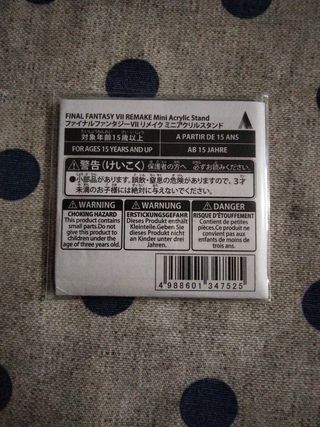 FINAL FANTASY VII REMAKE Mini Acrylic Stand
ファイナルファンタジーVII リメイク ミニアクリルスタンド
対象年齢15歳以上
A PARTIR DE 15 ANS
FOR AGES 15 YEARS AND UP
AB 15 JAHRE
警告(けいこく) 保護者の方へ 必ずお読みください
●小部品があります。誤飲・窒息の危険がありますので、3才
未満のお子様には絶対に与えないでください。
WARNING
CHOKING HAZARD
This product contains
small parts.Do not
give this product to
children under the
age of three years old.
WARNUNG
ERSTICKUNGSGEFAHR
Dieses Produkt enthält
Kleinteile.Geben Sie
dieses Produkt nicht
an Kinder unter drei
Jahren.
DANGER
RISQUE D'ÉTOUFFEMENT
Contient de petites
pièces.Ce produit ne
convient pas aux
enfants de moins de
trois ans.
4 988601 347525